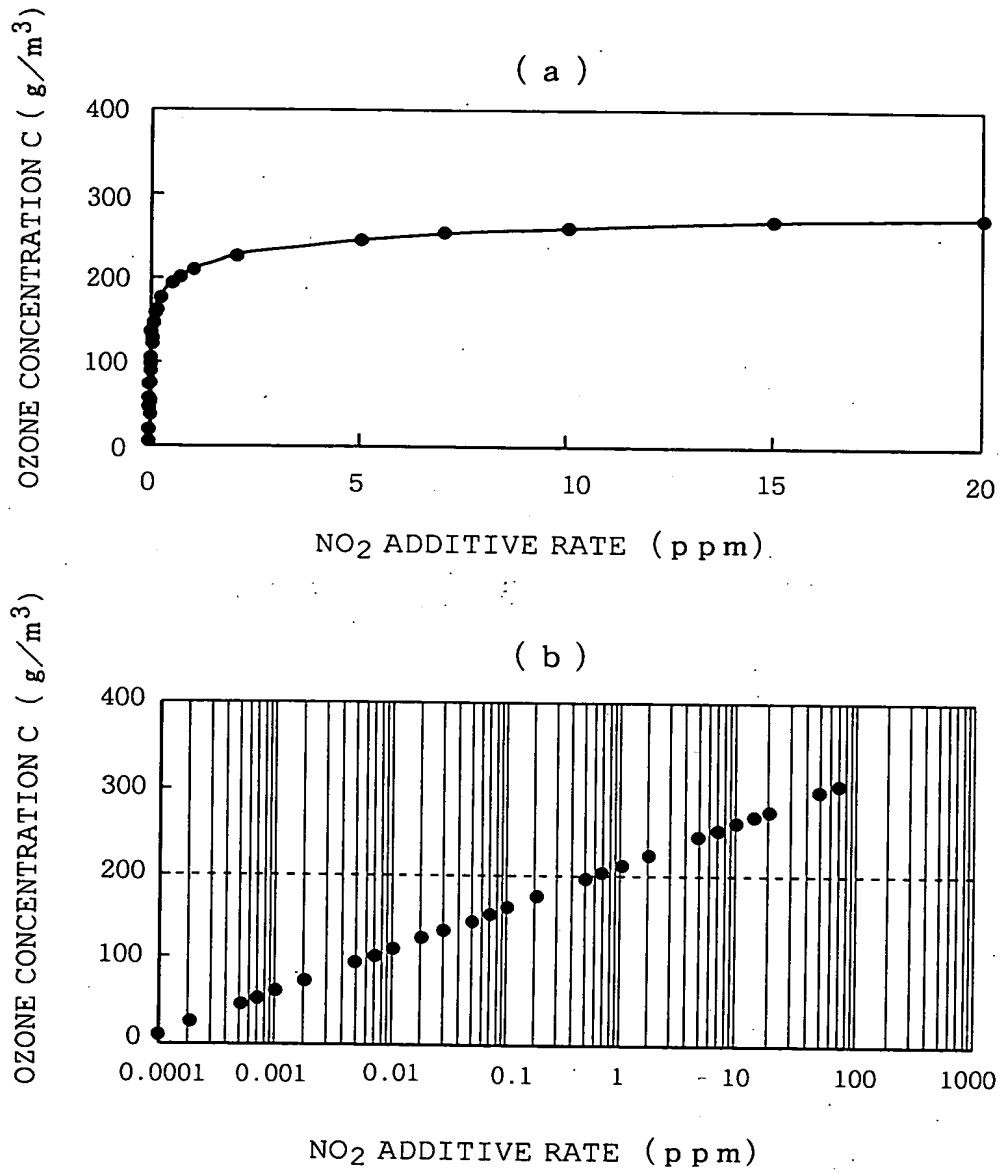 (a)
OZONE CONCENTRATION C (g/m³)
400
300
200
100
0
0 5 10 15 20
NO₂ ADDITIVE RATE (ppm)
(b)
OZONE CONCENTRATION C (g/m³)
400
300
200
100
0
0.0001 0.001 0.01 0.1 1 10 100 1000
NO₂ ADDITIVE RATE (ppm)